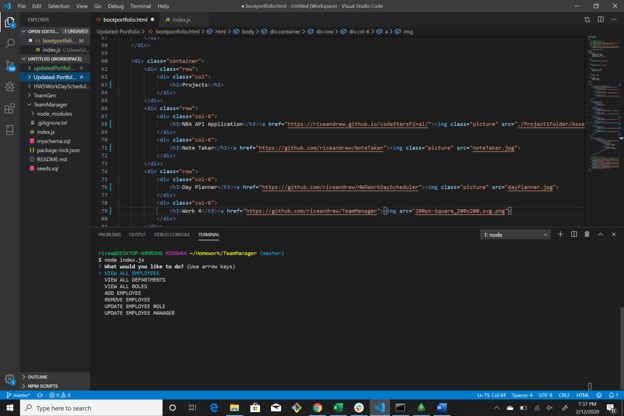 File Edit Selection View Go Debug Terminal Help
● bootportfolio.html - Untitled (Workspace) - Visual Studio Code
EXPLORER
bootportfolio.html ●
index.js
OPEN EDITO... 1 UNSAVED
Updated-Portfolio > bootportfolio.html > html > body > div.container > div.row > div.col-6 > a > img
● bootportfol... M
index.js
UNTITLED (WORKSPACE)
> updatedPortfol...
> Updated-Portfo...
> HWSWorkDaySchedul...
> TeamGen
TeamManager
> node_modules
.gitignore.txt
index.js
myschema.sql
package-lock.json
README.md
seeds.sql
57
58 </div>
59
60 <div class="container">
61 <div class="row">
62 <div class="col">
63 <h2>Projects</h2>
64 </div>
65 </div>
66 <div class="row">
67 <div class="col-6">
68 <h3>NBA API Application</h3><a href="https://riceandrew.github.io/codeStarsFinal/"><img class="picture" src="./Project1Folder/Asse
69 </div>
70 <div class="col-6">
71 <h3>Note Taker</h3><a href="https://github.com/riceandrew/NoteTaker"><img class="picture" src="noteTaker.jpg">
72 </div>
73 </div>
74 <div class="row">
75 <div class="col-6">
76 <h3>Day Planner</h3><a href="https://github.com/riceandrew/HWSWorkDayScheduler"><img class="picture" src="dayPlanner.jpg">
77 </div>
78 <div class="col-6">
79 <h3>Work 4</h3><a href="https://github.com/riceandrew/TeamManager"><img src="200px-Square_200x200.svg.png">
80 </div>
81 </div>
PROBLEMS OUTPUT DEBUG CONSOLE TERMINAL
1: node
MINGW64 ~/Homework/TeamManager (master)
$ node index.js
? What would you like to do? (Use arrow keys)
> VIEW ALL EMPLOYEES
VIEW ALL DEPARTMENTS
VIEW ALL ROLES
ADD EMPLOYEE
REMOVE EMPLOYEE
UPDATE EMPLOYEE ROLE
UPDATE EMPLOYEE MANAGER
> OUTLINE
> NPM SCRIPTS
master* 0 0
Ln 79, Col 84 Spaces: 4 UTF-8 CRLF HTML 1
Type here to search
7:37 PM
2/12/2020